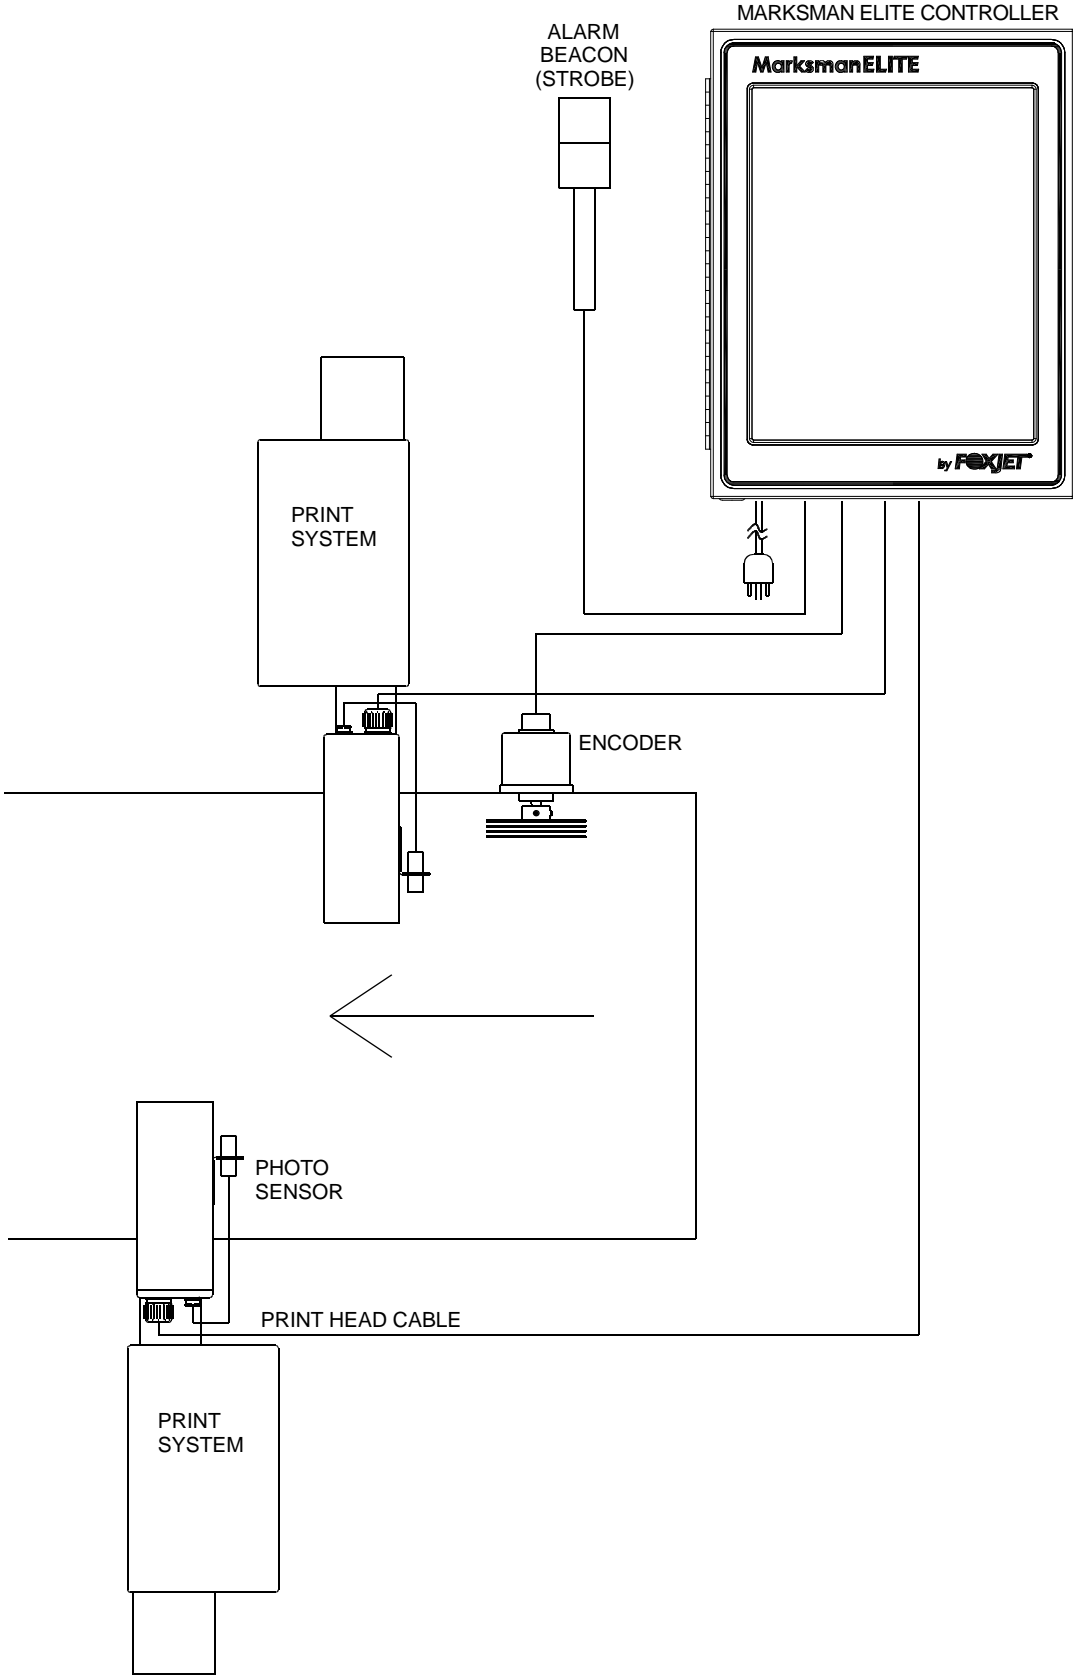 MARKSMAN ELITE CONTROLLER
ALARM
BEACON
(STROBE)
MarksmanELITE
by FOXJET
PRINT
SYSTEM
ENCODER
PHOTO
SENSOR
PRINT HEAD CABLE
PRINT
SYSTEM